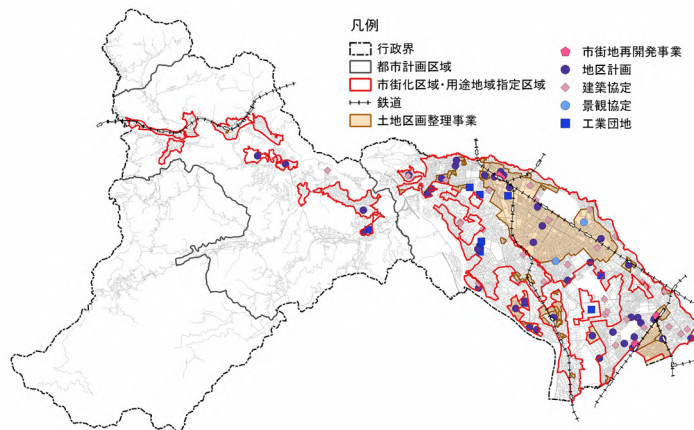 凡例
行政界
都市計画区域
市街化区域・用途地域指定区域
鉄道
土地区画整理事業
市街地再開発事業
地区計画
建築協定
景観協定
工業団地